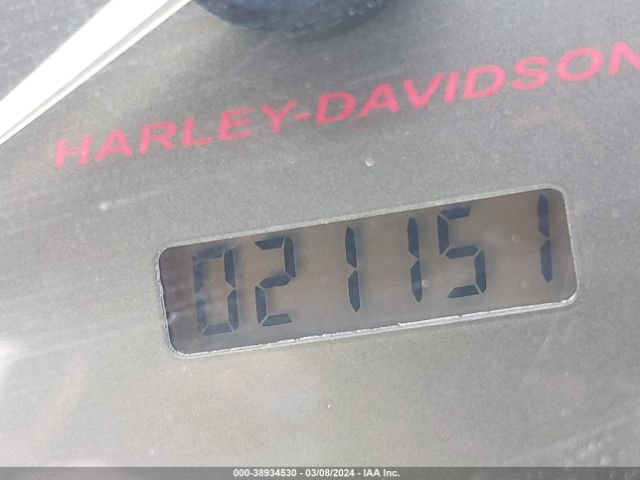 HARLEY-DAVIDSON
021151
000-38934530 - 03/08/2024 - IAA Inc.